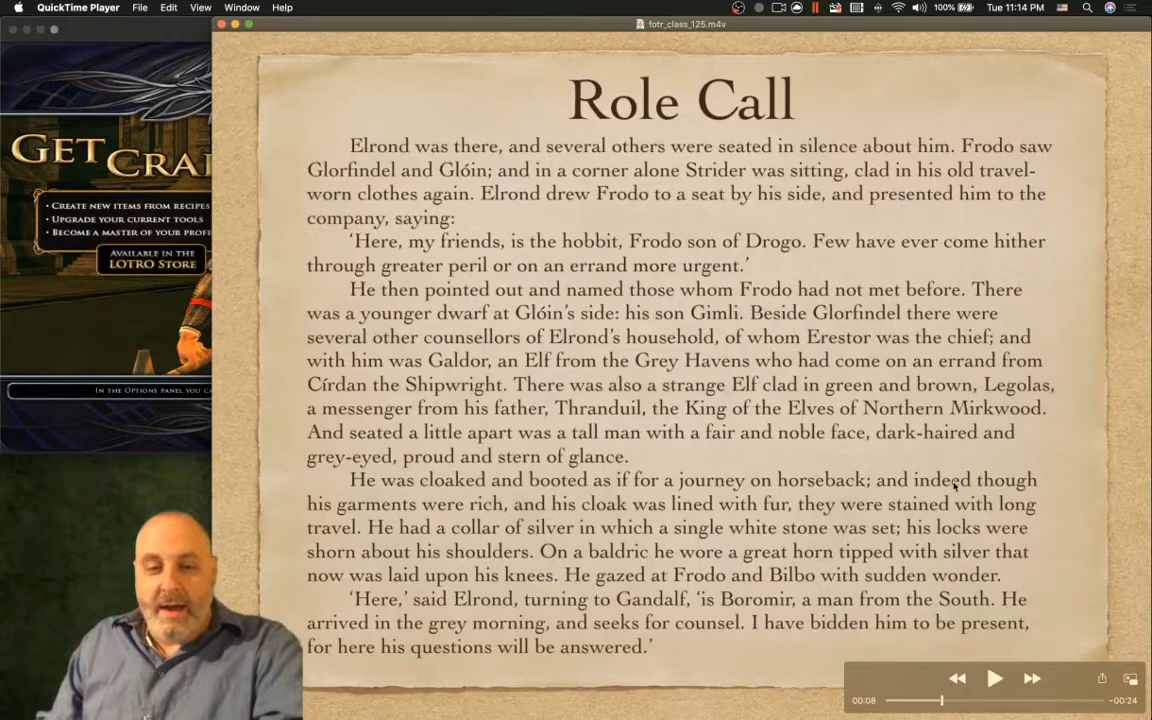 QuickTime Player File Edit View Window Help
100% Tue 11:14 PM
fotr_class_125.m4v
GET CRA
• CREATE NEW ITEMS FROM RECIPES
• UPGRADE YOUR CURRENT TOOLS
• BECOME A MASTER OF YOUR
AVAILABLE IN THE
LOTRO STORE
IN THE OPTIONS PANEL YOU
Role Call
Elrond was there, and several others were seated in silence about him. Frodo saw
Glorfindel and Glóin; and in a corner alone Strider was sitting, clad in his old travel-
worn clothes again. Elrond drew Frodo to a seat by his side, and presented him to the
company, saying:
‘Here, my friends, is the hobbit, Frodo son of Drogo. Few have ever come hither
through greater peril or on an errand more urgent.’
He then pointed out and named those whom Frodo had not met before. There
was a younger dwarf at Glóin’s side: his son Gimli. Beside Glorfindel there were
several other counsellors of Elrond’s household, of whom Erestor was the chief; and
with him was Galdor, an Elf from the Grey Havens who had come on an errand from
Círdan the Shipwright. There was also a strange Elf clad in green and brown, Legolas,
a messenger from his father, Thranduil, the King of the Elves of Northern Mirkwood.
And seated a little apart was a tall man with a fair and noble face, dark-haired and
grey-eyed, proud and stern of glance.
He was cloaked and booted as if for a journey on horseback; and indeed though
his garments were rich, and his cloak was lined with fur, they were stained with long
travel. He had a collar of silver in which a single white stone was set; his locks were
shorn about his shoulders. On a baldric he wore a great horn tipped with silver that
now was laid upon his knees. He gazed at Frodo and Bilbo with sudden wonder.
‘Here,’ said Elrond, turning to Gandalf, ‘is Boromir, a man from the South. He
arrived in the grey morning, and seeks for counsel. I have bidden him to be present,
for here his questions will be answered.’
00:08 -00:24